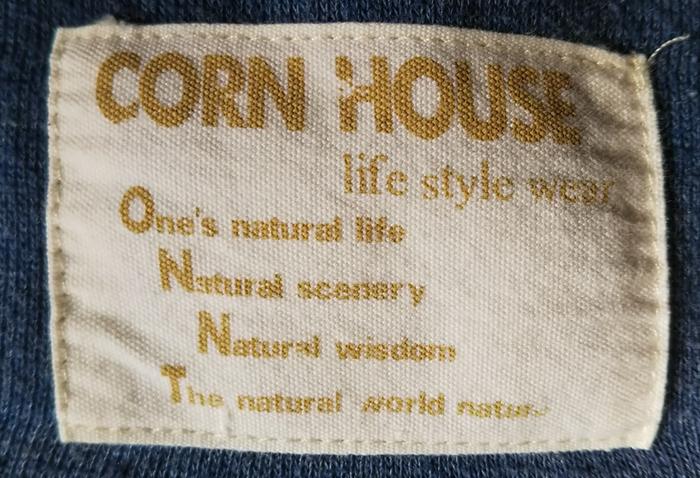 CORN HOUSE
life style wear
One's natural life
Natural scenery
Natural wisdom
The natural world